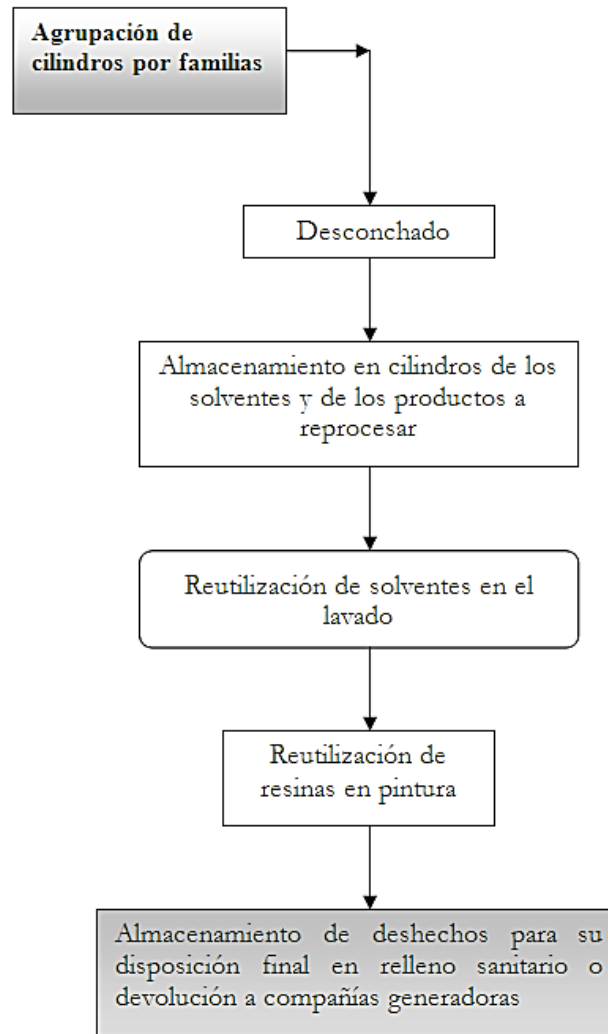 Agrupación de
cilindros por familias
Desconchado
Almacenamiento en cilindros de los
solventes y de los productos a
reprocesar
Reutilización de solventes en el
lavado
Reutilización de
resinas en pintura
Almacenamiento de deshechos para su
disposición final en relleno sanitario o
devolución a compañías generadoras